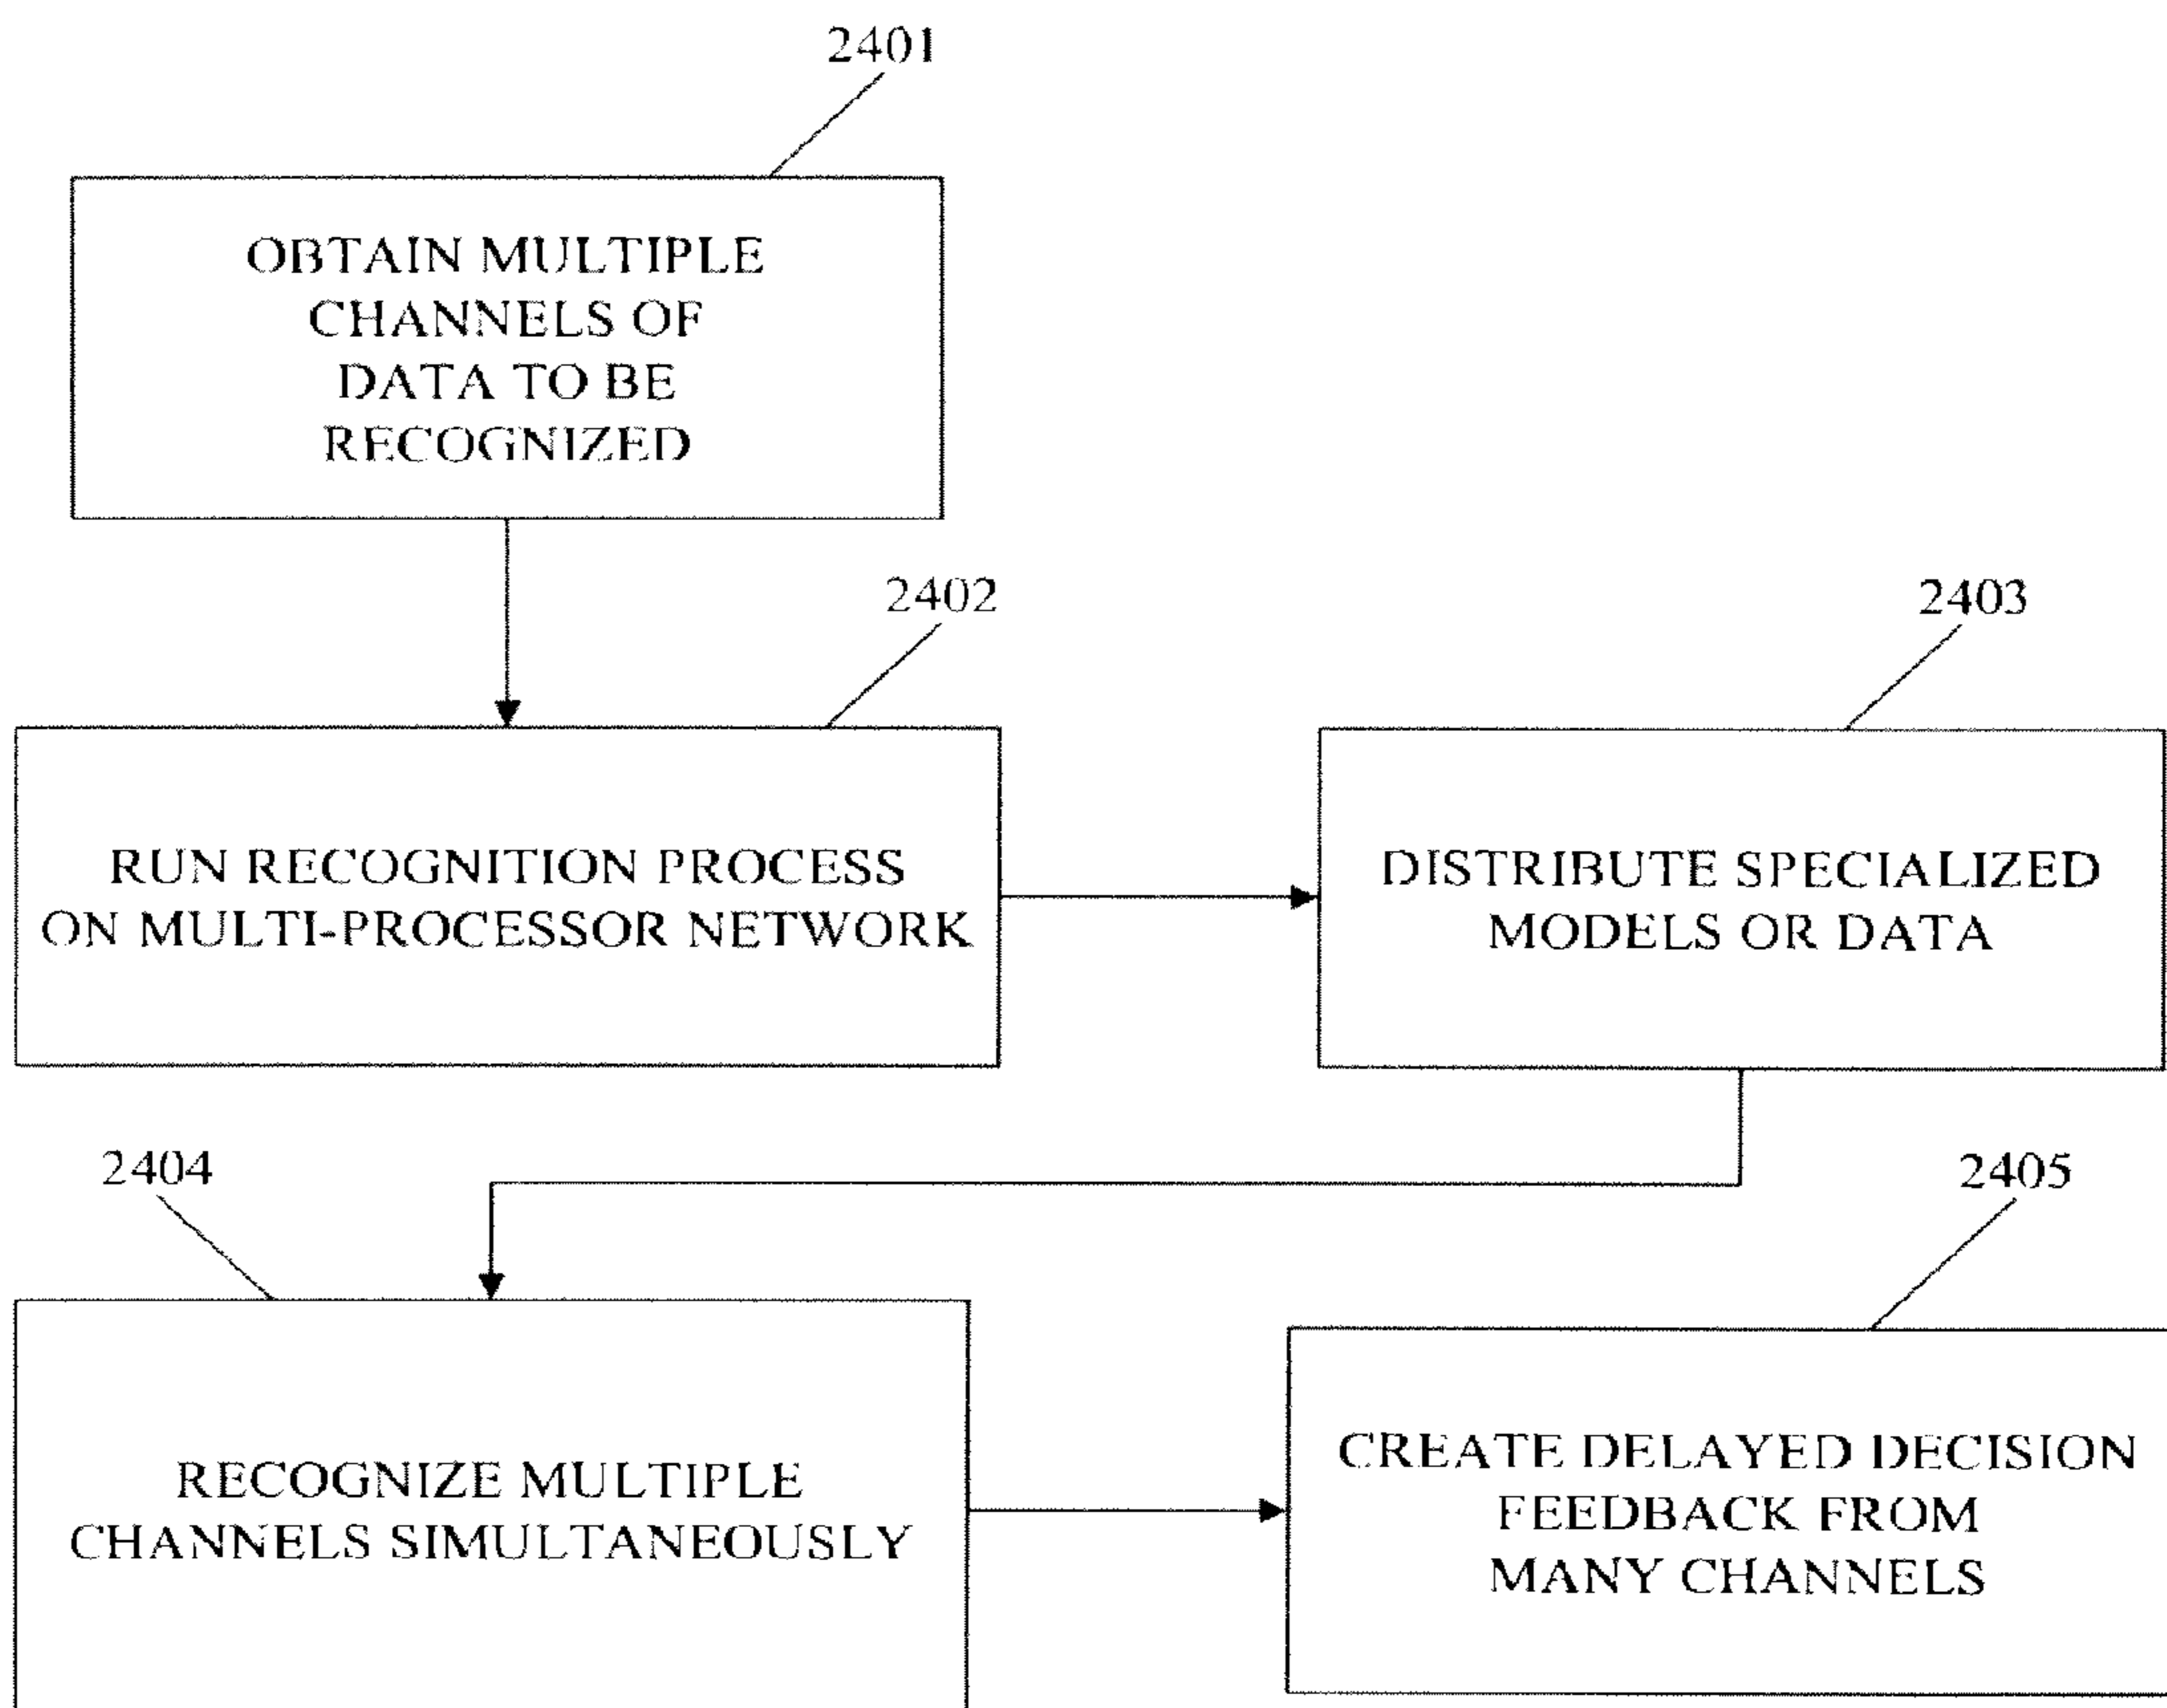 2401
OBTAIN MULTIPLE
CHANNELS OF
DATA TO BE
RECOGNIZED
2402
RUN RECOGNITION PROCESS
ON MULTI-PROCESSOR NETWORK
2403
DISTRIBUTE SPECIALIZED
MODELS OR DATA
2404
RECOGNIZE MULTIPLE
CHANNELS SIMULTANEOUSLY
2405
CREATE DELAYED DECISION
FEEDBACK FROM
MANY CHANNELS